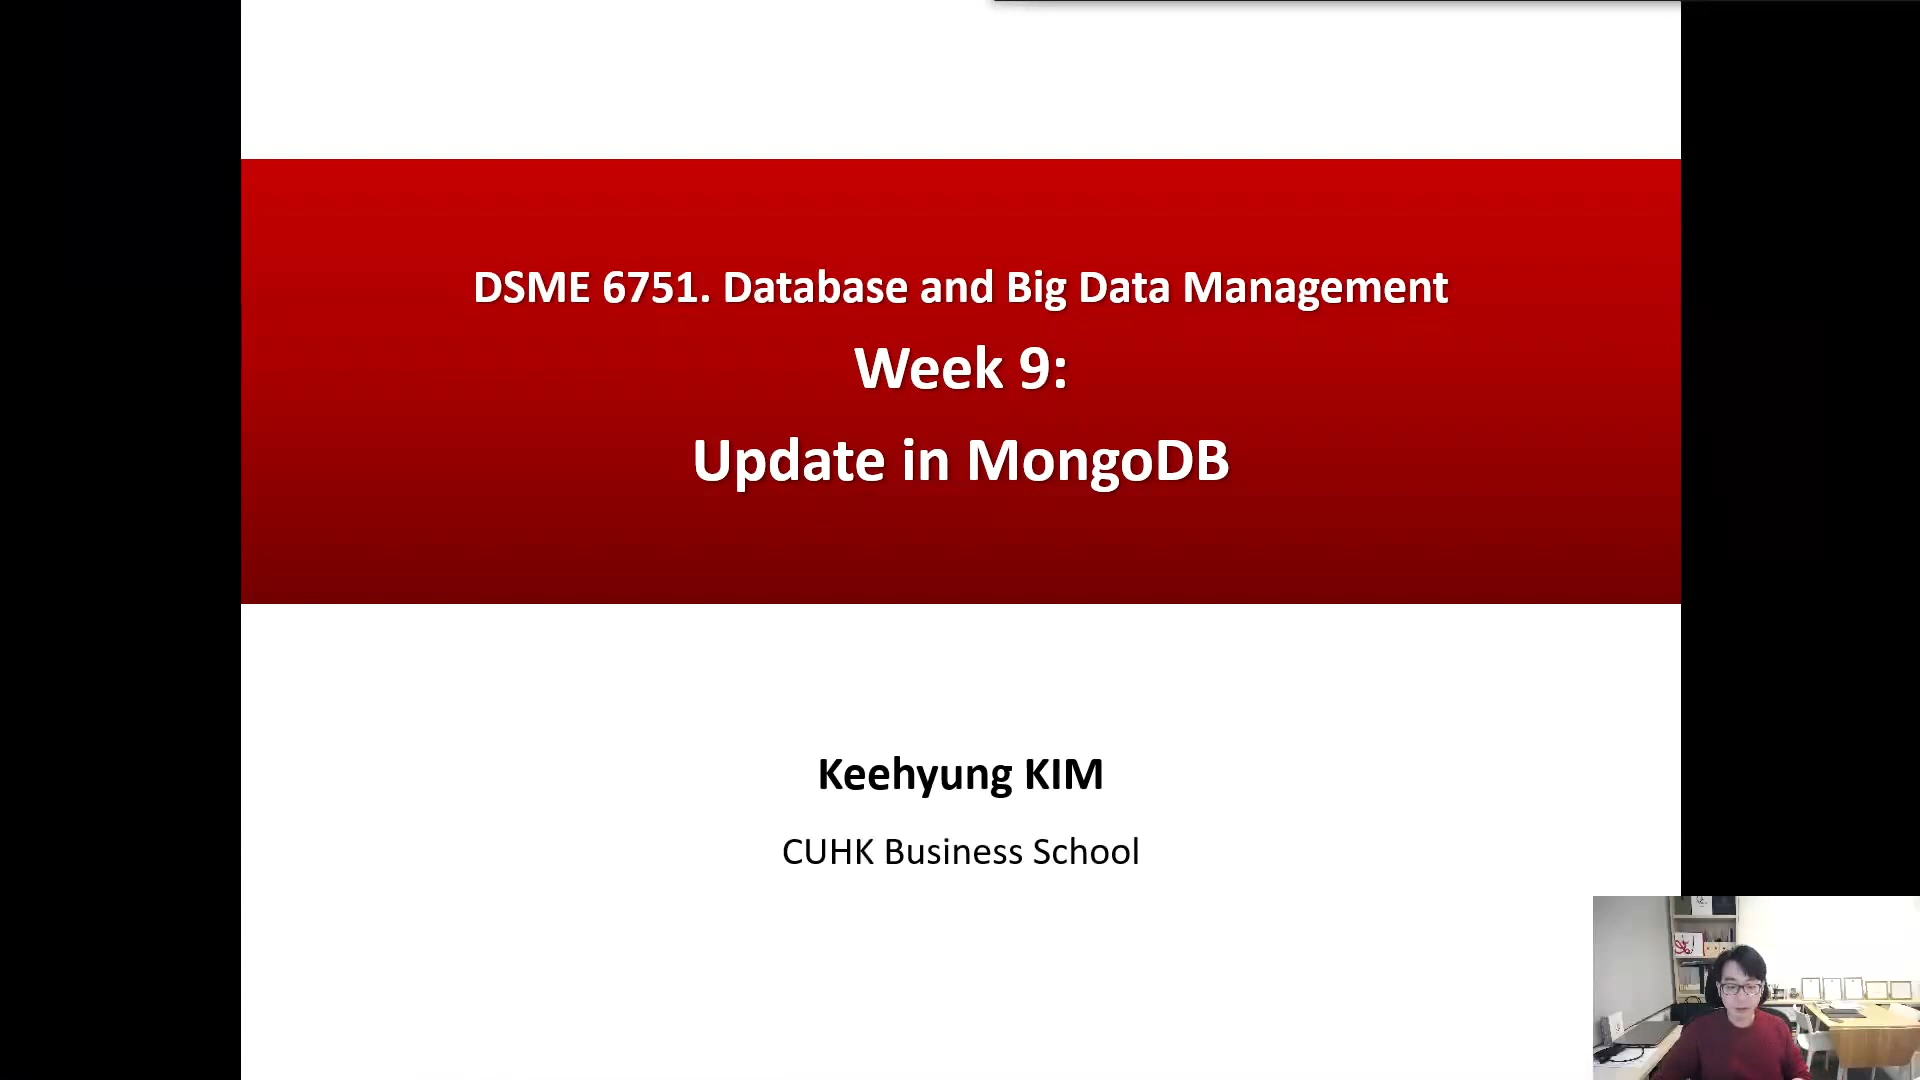 DSME 6751. Database and Big Data Management
Week 9:
Update in MongoDB
Keehyung KIM
CUHK Business School